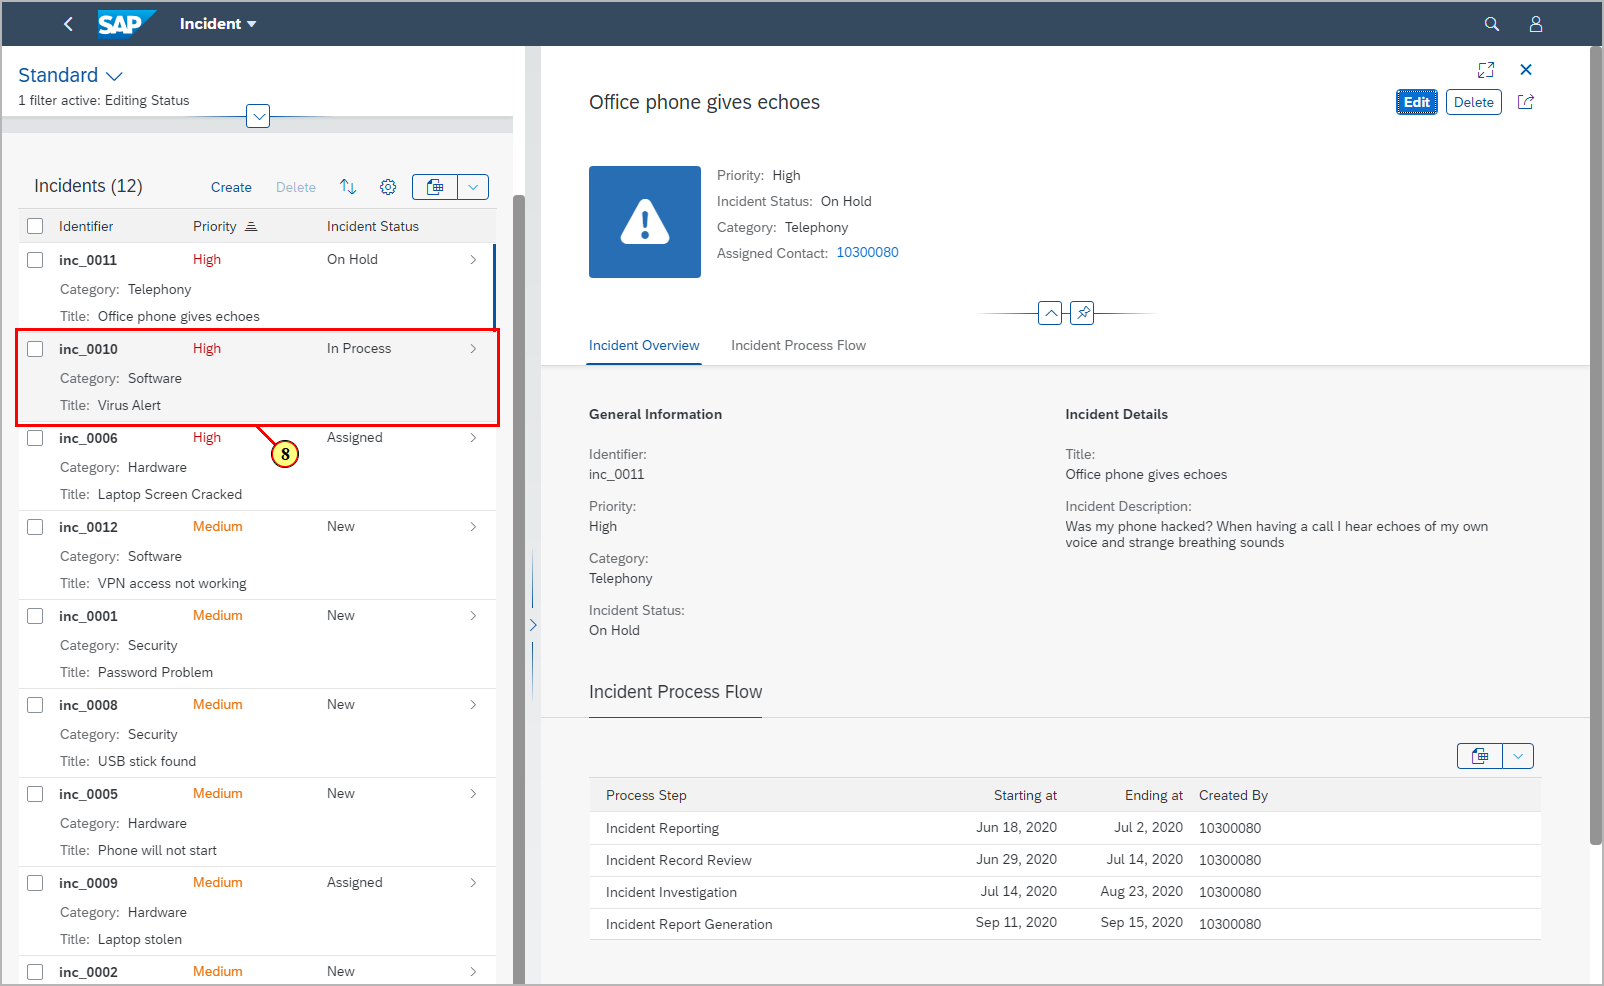 SAP Incident
Standard
1 filter active: Editing Status
Incidents (12) Create Delete
Identifier Priority Incident Status
inc_0011 High On Hold
Category: Telephony
Title: Office phone gives echoes
inc_0010 High In Process
Category: Software
Title: Virus Alert
8
inc_0006 High Assigned
Category: Hardware
Title: Laptop Screen Cracked
inc_0012 Medium New
Category: Software
Title: VPN access not working
inc_0001 Medium New
Category: Security
Title: Password Problem
inc_0008 Medium New
Category: Security
Title: USB stick found
inc_0005 Medium New
Category: Hardware
Title: Phone will not start
inc_0009 Medium Assigned
Category: Hardware
Title: Laptop stolen
inc_0002 Medium New
Office phone gives echoes Edit Delete
Priority: High
Incident Status: On Hold
Category: Telephony
Assigned Contact: 10300080
Incident Overview Incident Process Flow
General Information
Identifier:
inc_0011
Priority:
High
Category:
Telephony
Incident Status:
On Hold
Incident Details
Title:
Office phone gives echoes
Incident Description:
Was my phone hacked? When having a call I hear echoes of my own
voice and strange breathing sounds
Incident Process Flow
Process Step Starting at Ending at Created By
Incident Reporting Jun 18, 2020 Jul 2, 2020 10300080
Incident Record Review Jun 29, 2020 Jul 14, 2020 10300080
Incident Investigation Jul 14, 2020 Aug 23, 2020 10300080
Incident Report Generation Sep 11, 2020 Sep 15, 2020 10300080